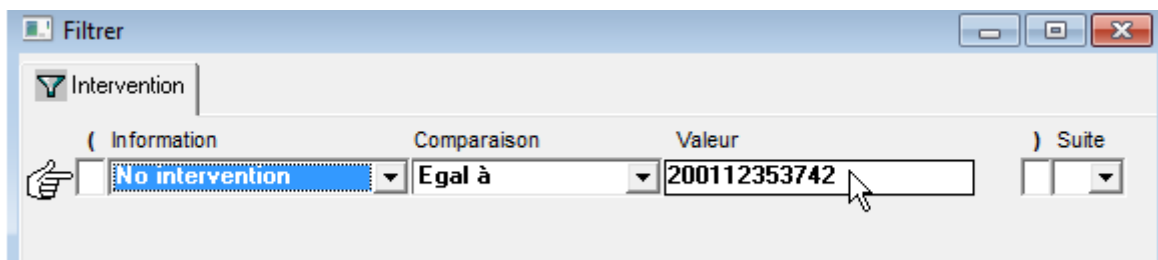 Filtrer
Intervention
( Information Comparaison Valeur ) Suite
No intervention Egal à 200112353742